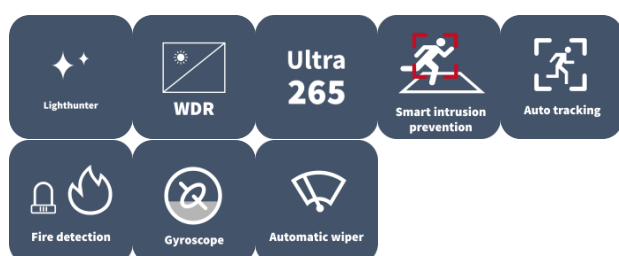 Lighthunter
WDR
Ultra
265
Smart intrusion
prevention
Auto tracking
Fire detection
Gyroscope
Automatic wiper